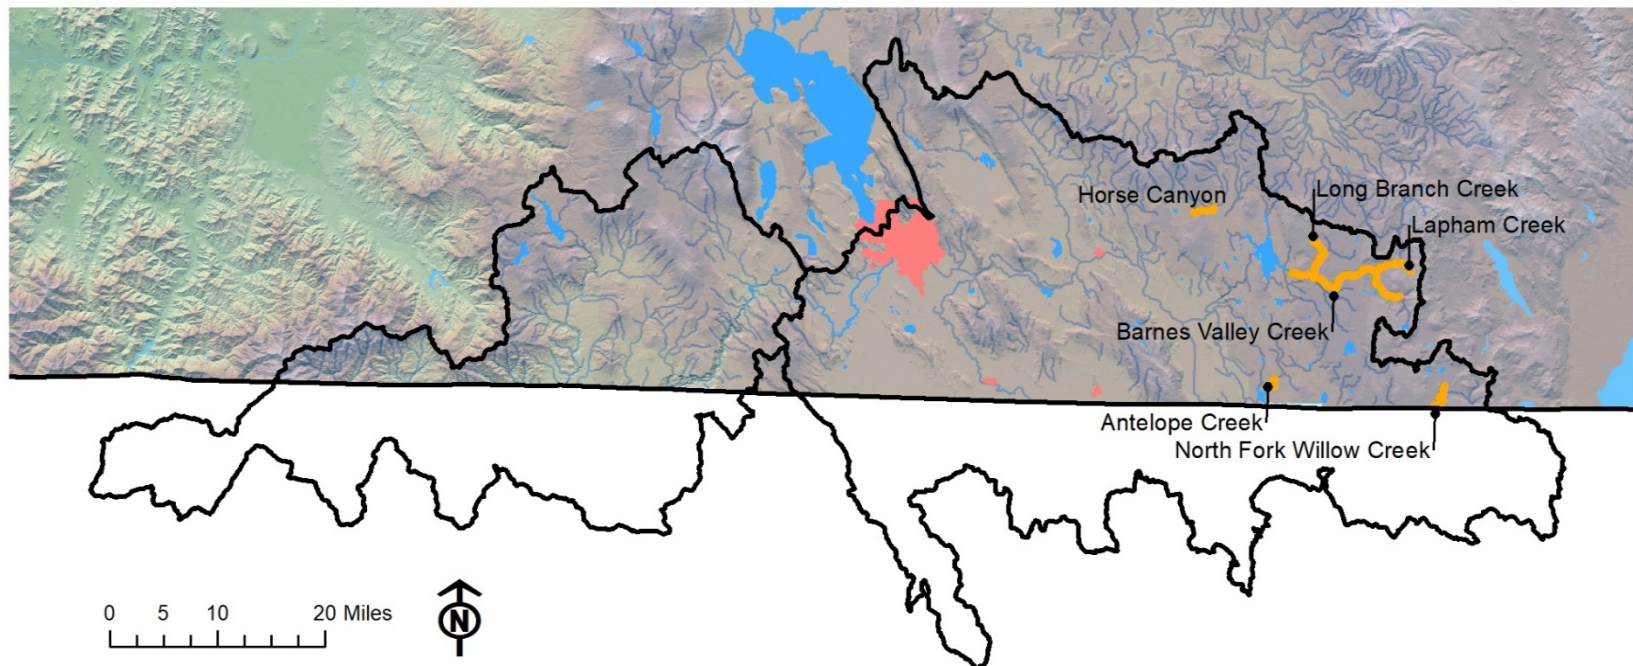 Horse Canyon
Long Branch Creek
Lapham Creek
Barnes Valley Creek
Antelope Creek
North Fork Willow Creek
0 5 10 20 Miles
N